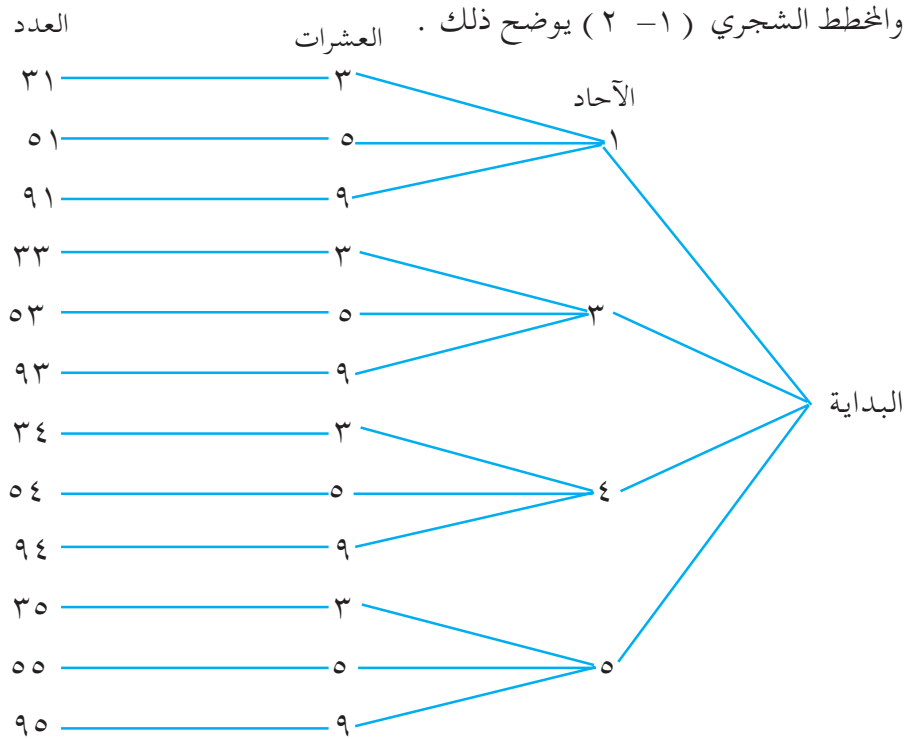 والمخطط الشجري ( ١– ٢ ) يوضح ذلك .
الآحاد العشرات العدد
١ ٣ ٣١
٥ ٥١
٩ ٩١
٣ ٣ ٣٣
٥ ٥٣
٩ ٩٣
البداية
٤ ٣ ٣٤
٥ ٥٤
٩ ٩٤
٥ ٣ ٣٥
٥ ٥٥
٩ ٩٥